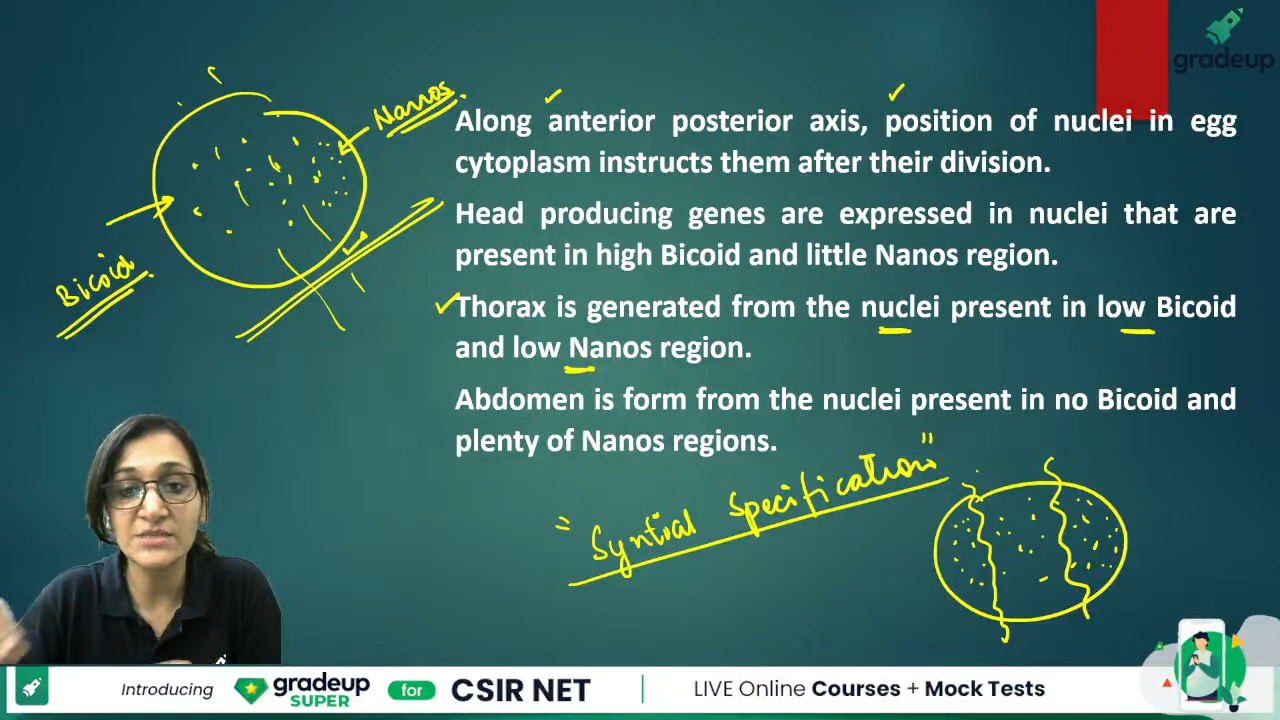 gradeup
Nanos.
Along anterior posterior axis, position of nuclei in egg
cytoplasm instructs them after their division.
Head producing genes are expressed in nuclei that are
present in high Bicoid and little Nanos region.
Bicoid.
Thorax is generated from the nuclei present in low Bicoid
and low Nanos region.
Abdomen is form from the nuclei present in no Bicoid and
plenty of Nanos regions.
"Syntial Specification"
Introducing gradeup SUPER for CSIR NET LIVE Online Courses + Mock Tests